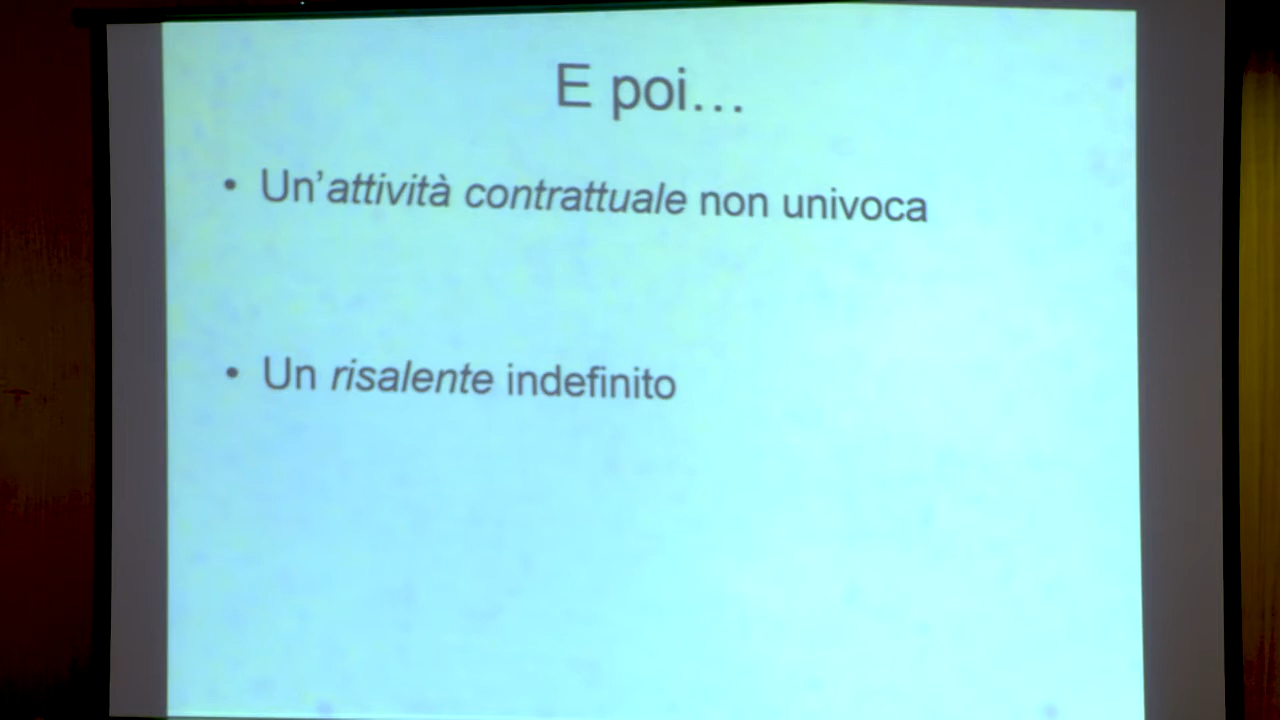 E poi...
• Un'attività contrattuale non univoca
• Un risalente indefinito